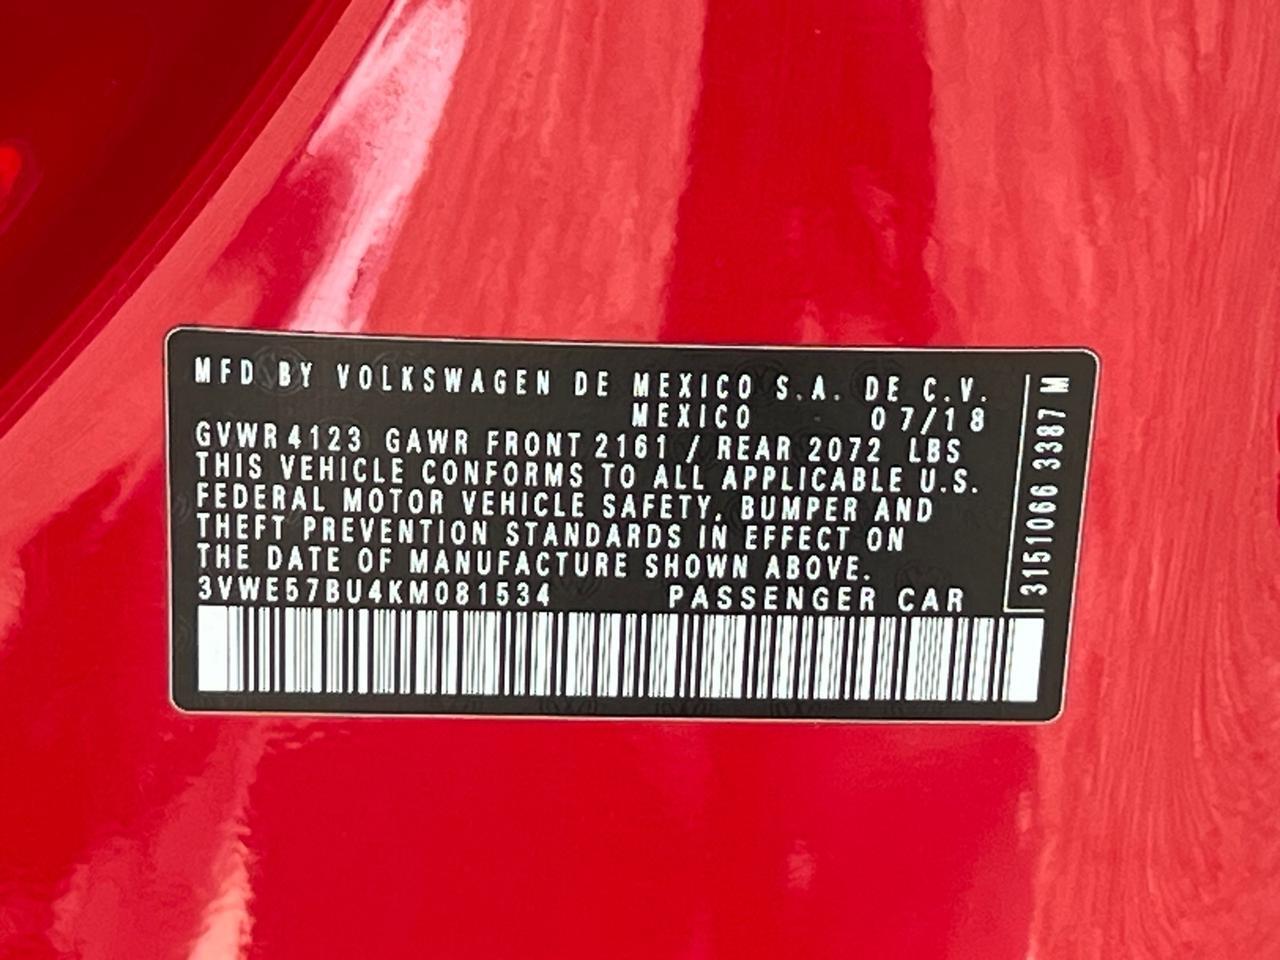 MFD BY VOLKSWAGEN DE MEXICO S.A. DE C.V.
MEXICO 07/18
GVWR 4123 GAWR FRONT 2161 / REAR 2072 LBS
THIS VEHICLE CONFORMS TO ALL APPLICABLE U.S.
FEDERAL MOTOR VEHICLE SAFETY, BUMPER AND
THEFT PREVENTION STANDARDS IN EFFECT ON
THE DATE OF MANUFACTURE SHOWN ABOVE.
3VWE57BU4KM081534 PASSENGER CAR
3151066 3387 M